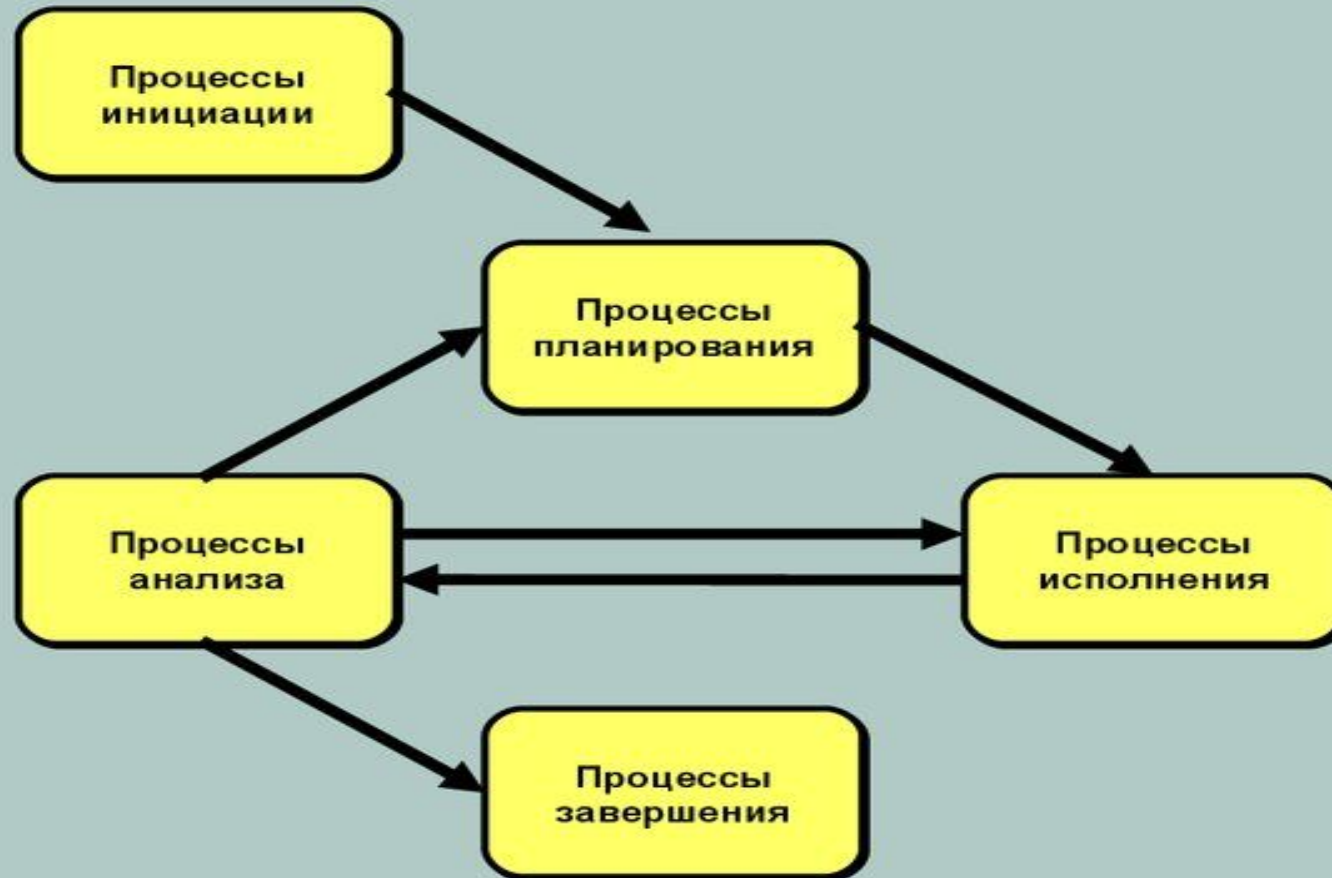 Процессы
инициации
Процессы
планирования
Процессы
анализа
Процессы
исполнения
Процессы
завершения